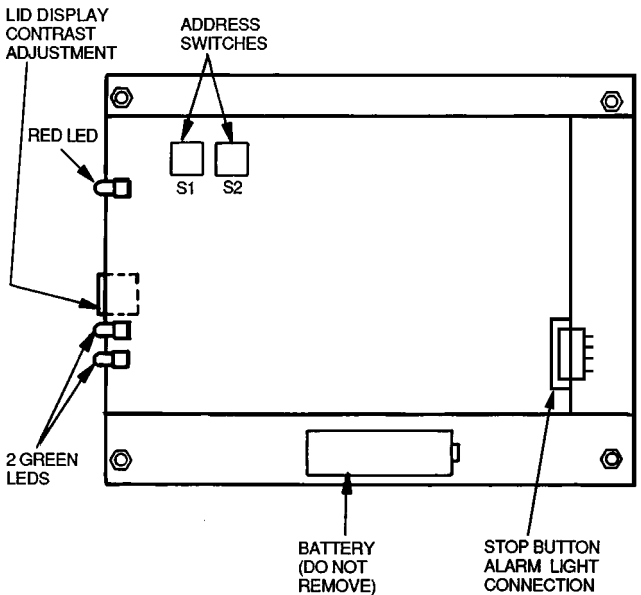 LID DISPLAY
CONTRAST
ADJUSTMENT
ADDRESS
SWITCHES
RED LED
S1 S2
2 GREEN
LEDS
BATTERY
(DO NOT
REMOVE)
STOP BUTTON
ALARM LIGHT
CONNECTION